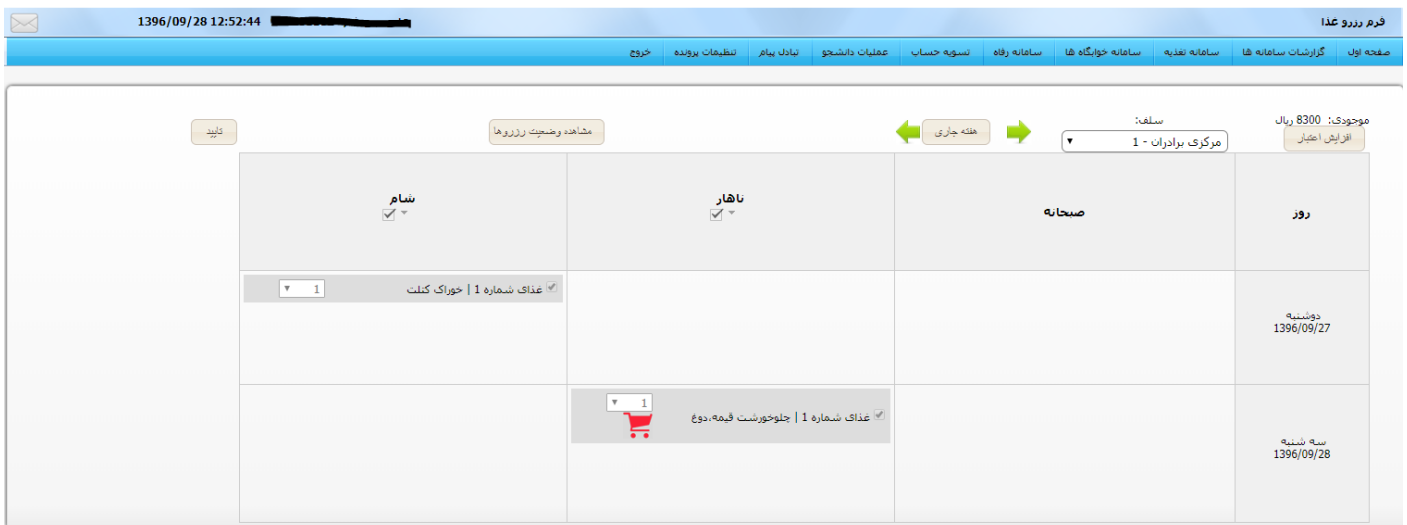 فرم رزرو غذا
1396/09/28 12:52:44
صفحه اول گزارشات سامانه ها سامانه تغذیه سامانه خوابگاه ها سامانه رفاه تسویه حساب عملیات دانشجو تبادل پیام تنظیمات پرونده خروج
موجودی: 8300 ریال
افزایش اعتبار
سلف:
مرکزی برادران - 1
هفته جاری
مشاهده وضعیت رزروها
تایید
روز صبحانه ناهار شام
دوشنبه
1396/09/27
غذای شماره 1 | خوراک کتلت 1
سه شنبه
1396/09/28
غذای شماره 1 | چلوخورشت قیمه،دوغ 1